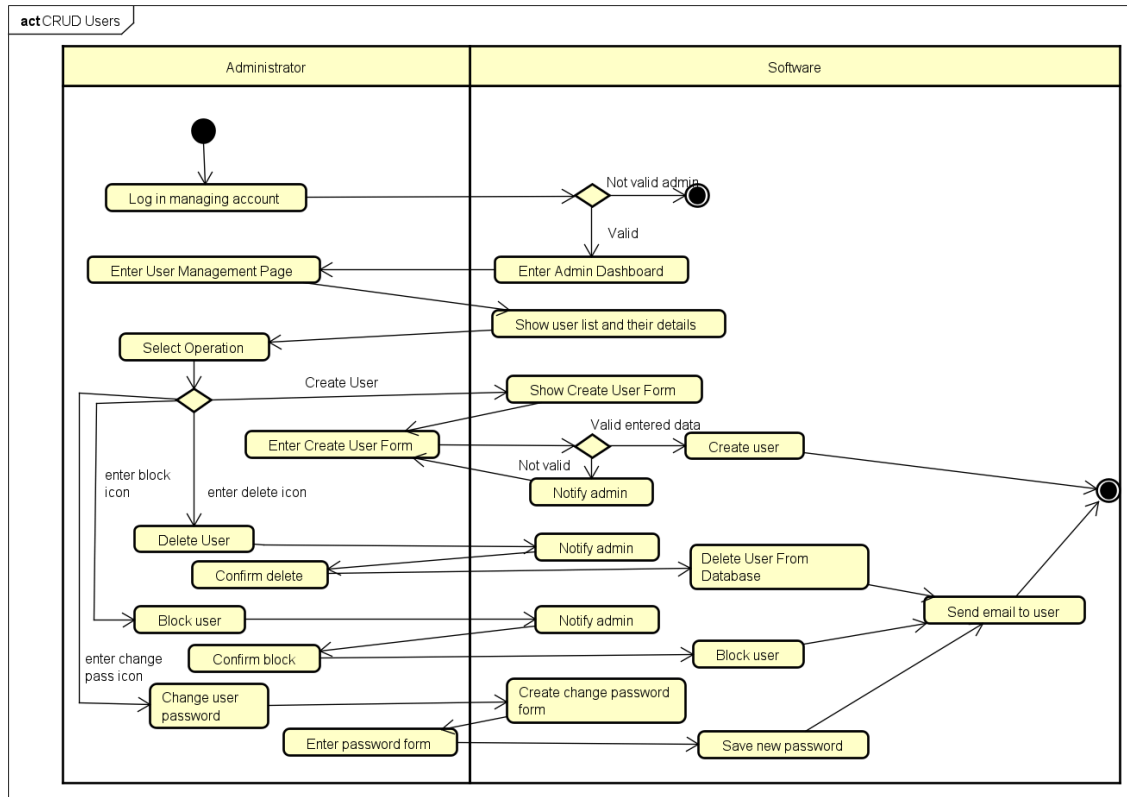 act CRUD Users
Administrator
Software
Not valid admin
Log in managing account
Valid
Enter User Management Page
Enter Admin Dashboard
Show user list and their details
Select Operation
Create User
Show Create User Form
Valid entered data
Enter Create User Form
Create user
Not valid
enter block
icon
enter delete icon
Notify admin
Delete User
Notify admin
Confirm delete
Delete User From
Database
Send email to user
Block user
Notify admin
Confirm block
Block user
enter change
pass icon
Change user
password
Create change password
form
Enter password form
Save new password